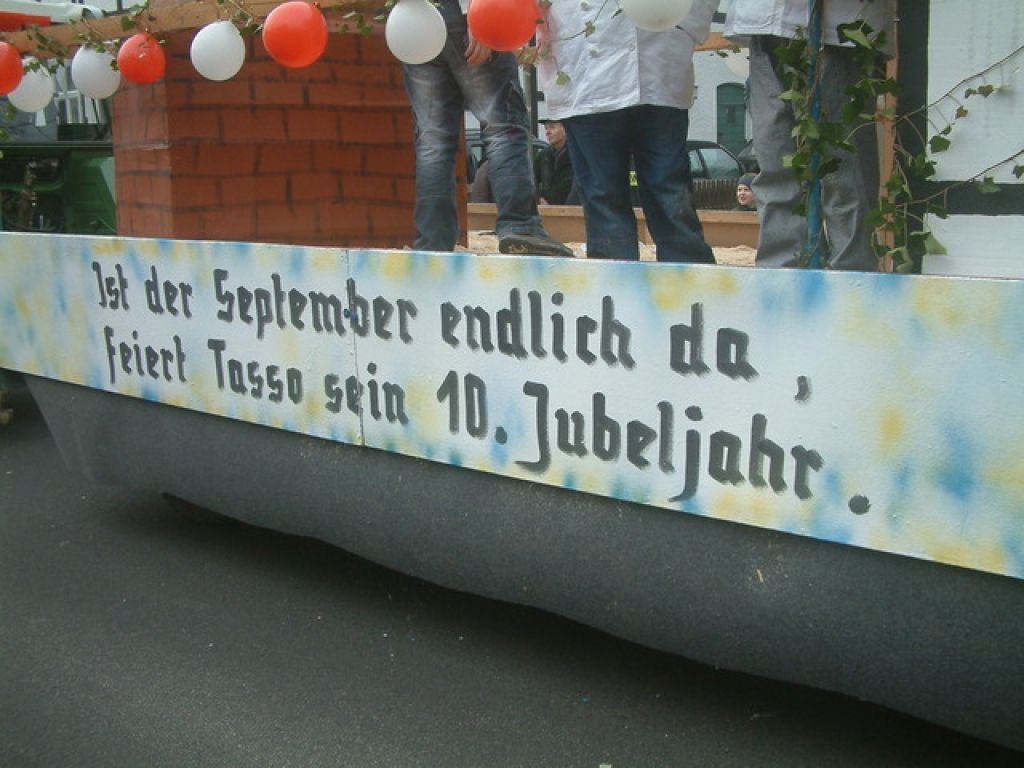 Ist der September endlich da,
feiert Tasso sein 10. Jubeljahr.